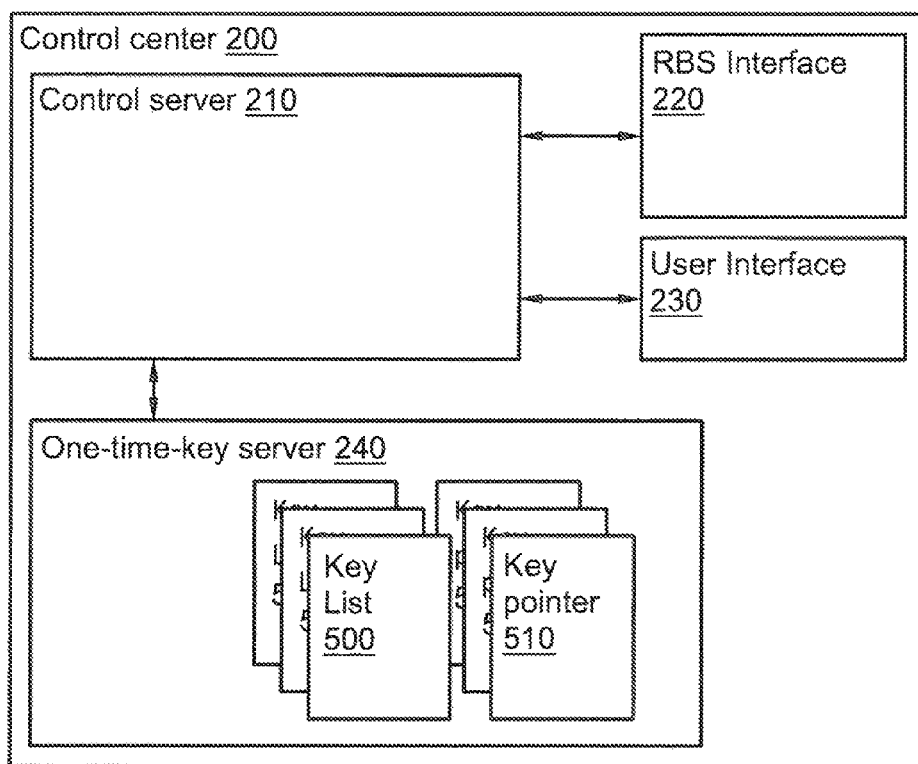 Control center 200
Control server 210
RBS Interface
220
User Interface
230
One-time-key server 240
Key
List
500
Key
pointer
510